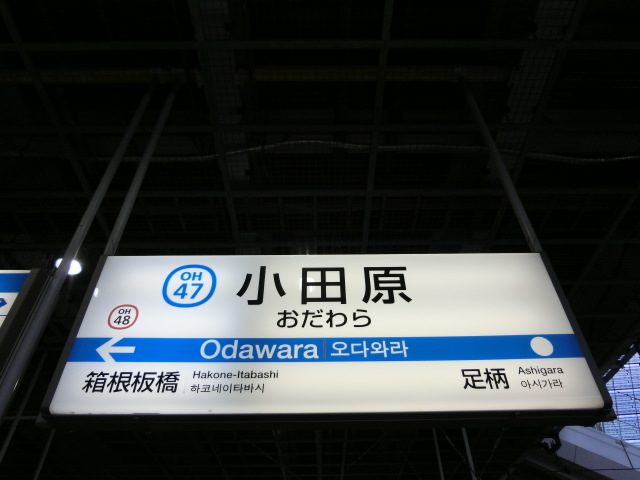 OH
47
小田原
おだわら
OH
48
Odawara 오다와라
箱根板橋
Hakone-Itabashi
하코네이타바시
足柄
Ashigara
아시가라